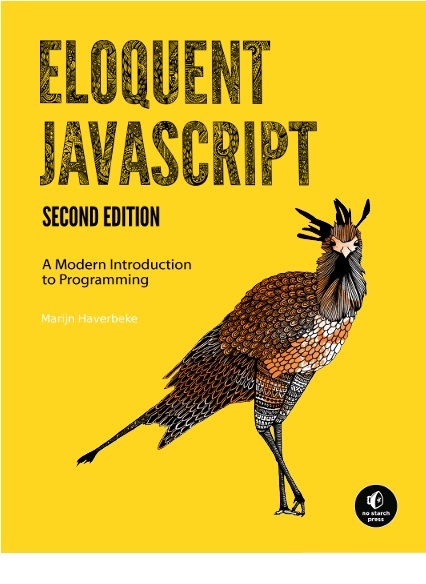 ELOQUENT
JAVASCRIPT
SECOND EDITION
A Modern Introduction
to Programming
Marijn Haverbeke
no starch
press